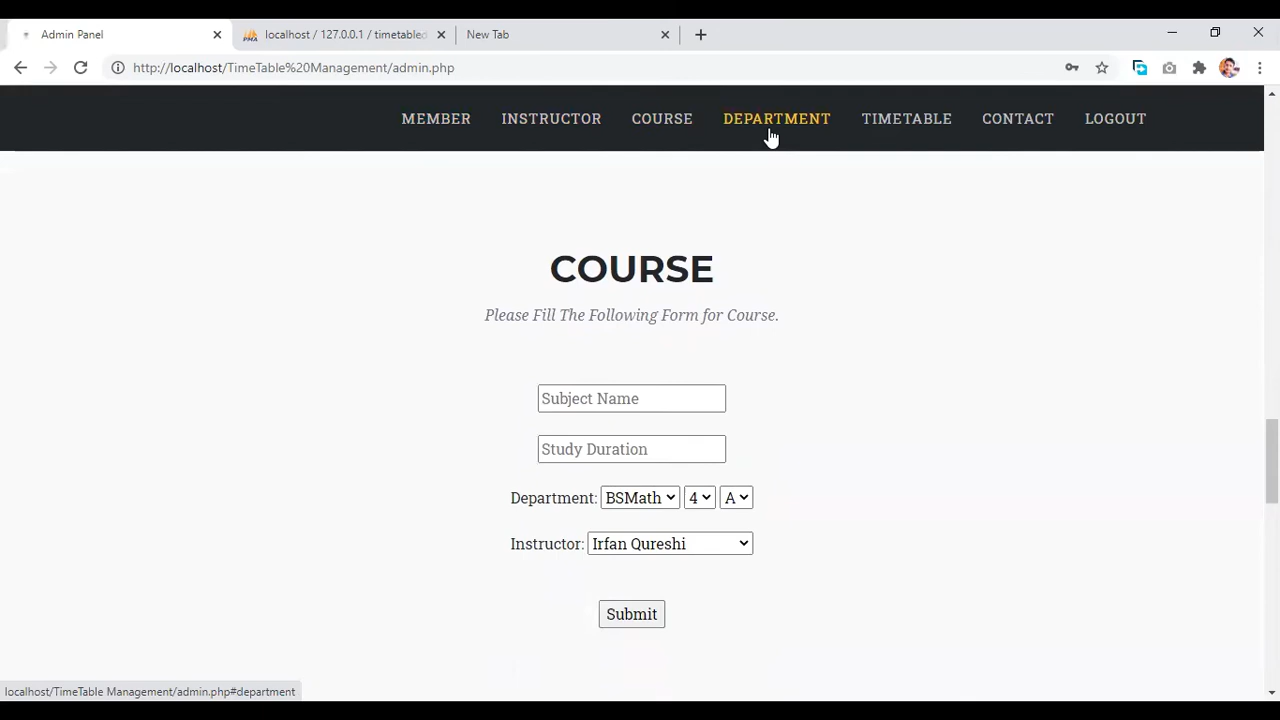 Admin Panel
localhost / 127.0.0.1 / timetabled
New Tab
http://localhost/TimeTable%20Management/admin.php
MEMBER INSTRUCTOR COURSE DEPARTMENT TIMETABLE CONTACT LOGOUT
COURSE
Please Fill The Following Form for Course.
Subject Name
Study Duration
Department: BSMath 4 A
Instructor: Irfan Qureshi
Submit
localhost/TimeTable Management/admin.php#department